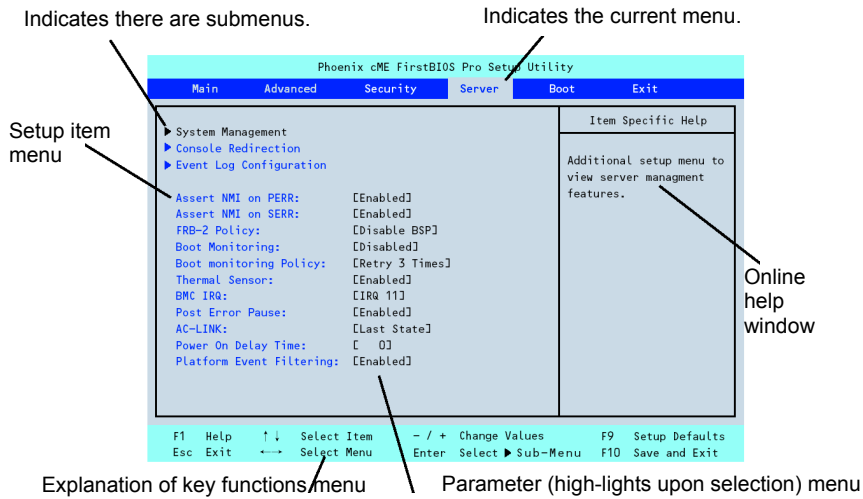 Indicates there are submenus.
Indicates the current menu.
Phoenix cME FirstBIOS Pro Setup Utility
Main Advanced Security Server Boot Exit
Setup item
menu
▶ System Management
▶ Console Redirection
▶ Event Log Configuration
Assert NMI on PERR: [Enabled]
Assert NMI on SERR: [Enabled]
FRB-2 Policy: [Disable BSP]
Boot Monitoring: [Disabled]
Boot monitoring Policy: [Retry 3 Times]
Thermal Sensor: [Enabled]
BMC IRQ: [IRQ 11]
Post Error Pause: [Enabled]
AC-LINK: [Last State]
Power On Delay Time: [ 0]
Platform Event Filtering: [Enabled]
Item Specific Help
Additional setup menu to
view server managment
features.
Online
help
window
F1 Help ↑↓ Select Item - / + Change Values F9 Setup Defaults
Esc Exit ←→ Select Menu Enter Select ▶ Sub-Menu F10 Save and Exit
Explanation of key functions menu
Parameter (high-lights upon selection) menu